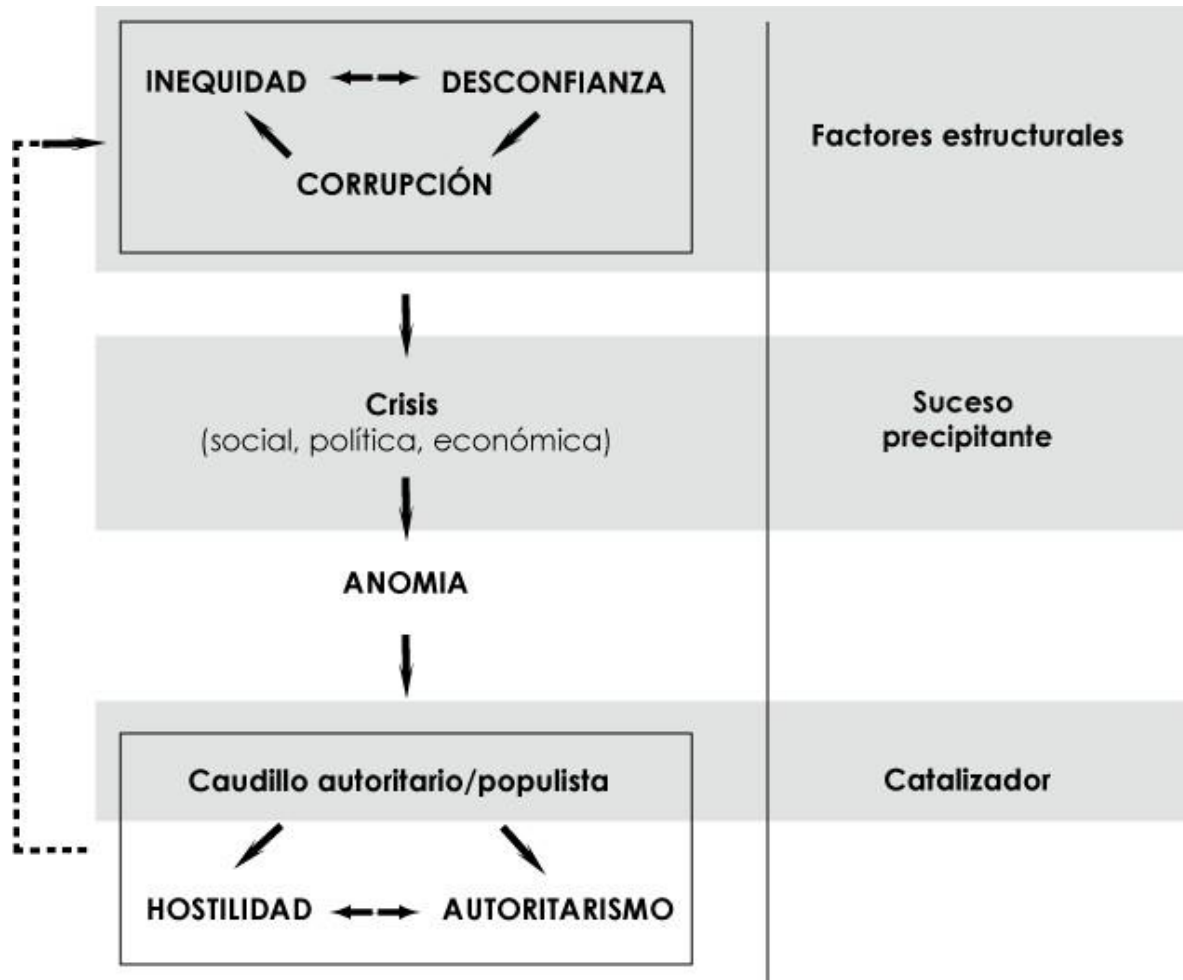 INEQUIDAD
DESCONFIANZA
CORRUPCIÓN
Factores estructurales
Crisis
(social, política, económica)
Suceso
precipitante
ANOMIA
Caudillo autoritario/populista
Catalizador
HOSTILIDAD
AUTORITARISMO